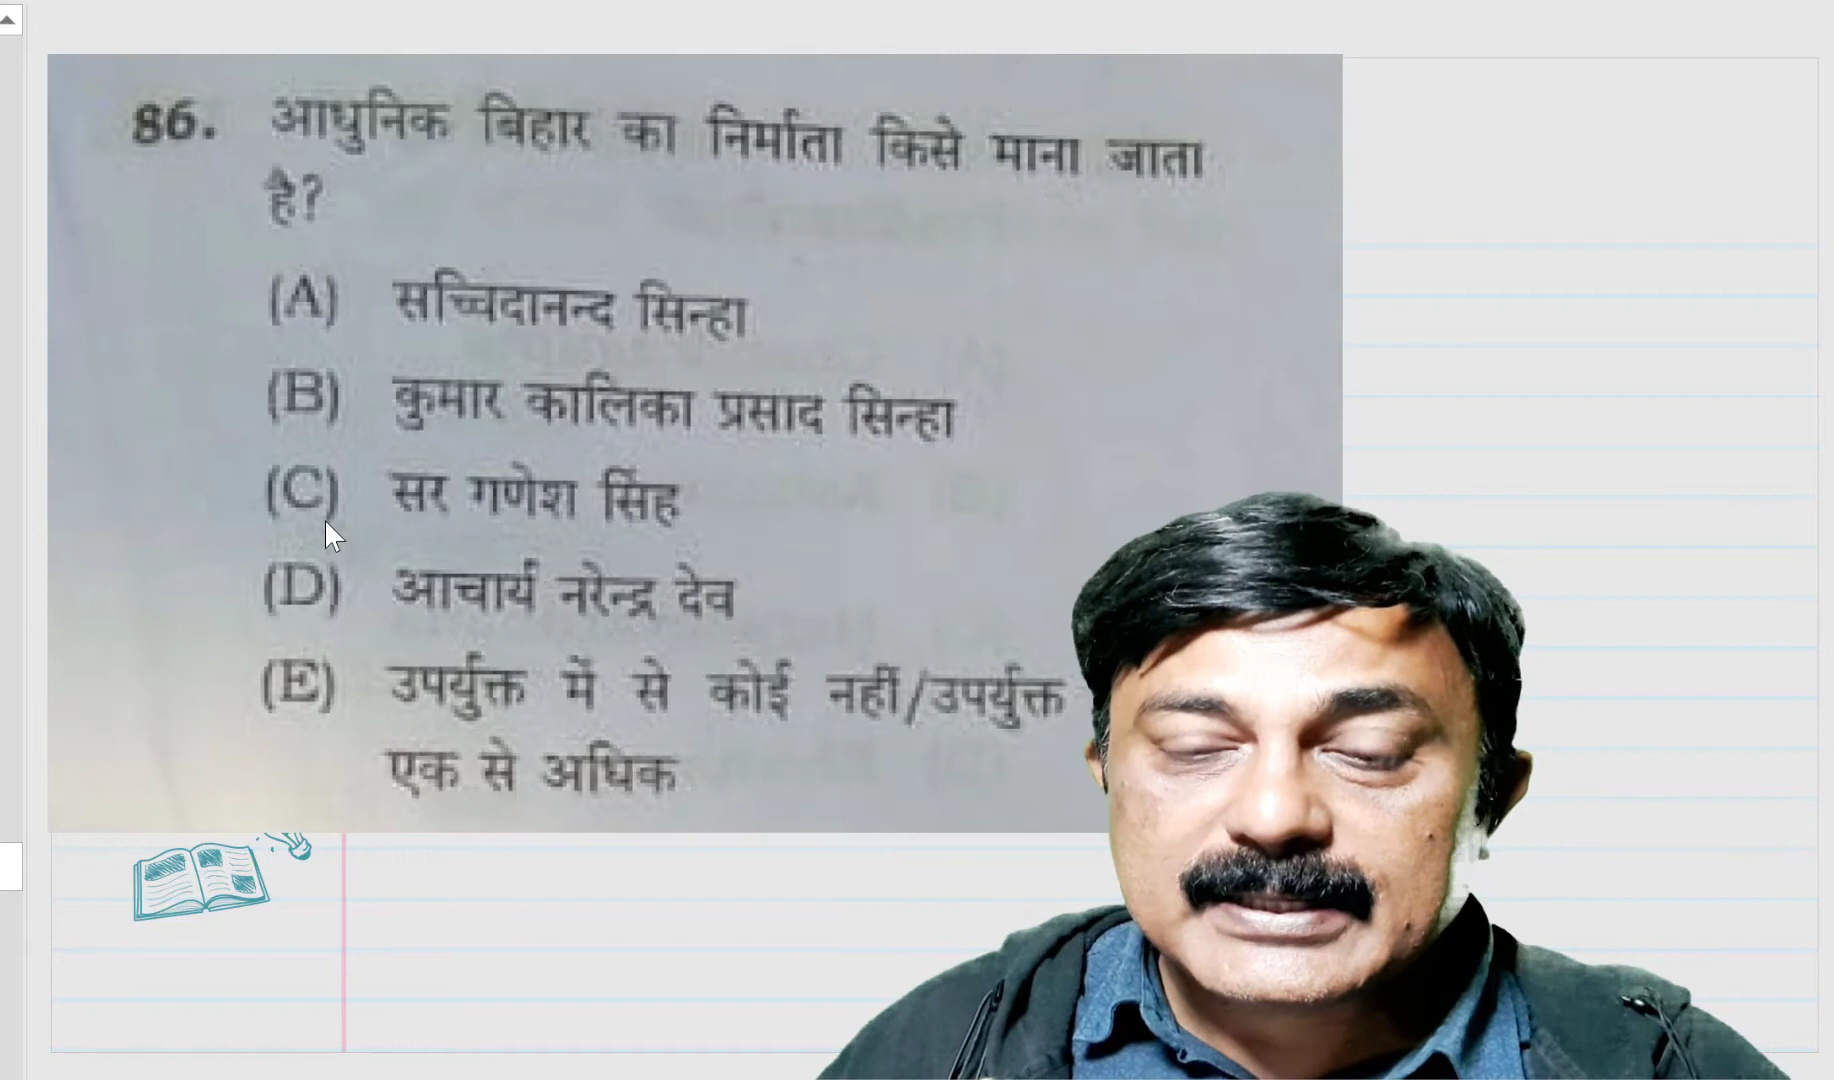 86. आधुनिक बिहार का निर्माता किसे माना जाता
है?
(A) सच्चिदानन्द सिन्हा
(B) कुमार कालिका प्रसाद सिन्हा
(C) सर गणेश सिंह
(D) आचार्य नरेन्द्र देव
(E) उपर्युक्त में से कोई नहीं/उपर्युक्त
एक से अधिक